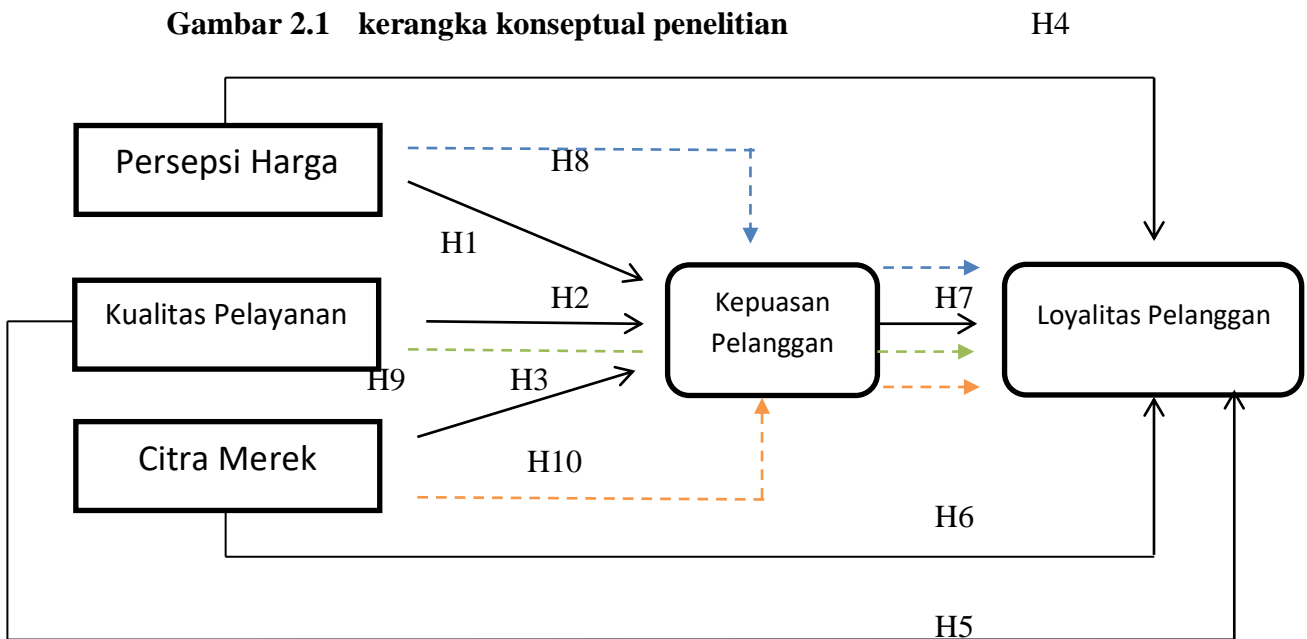 Gambar 2.1 kerangka konseptual penelitian H4
Persepsi Harga
H8
H1
Kualitas Pelayanan
H2
Kepuasan
Pelanggan
H7
Loyalitas Pelanggan
H9
H3
Citra Merek
H10
H6
H5